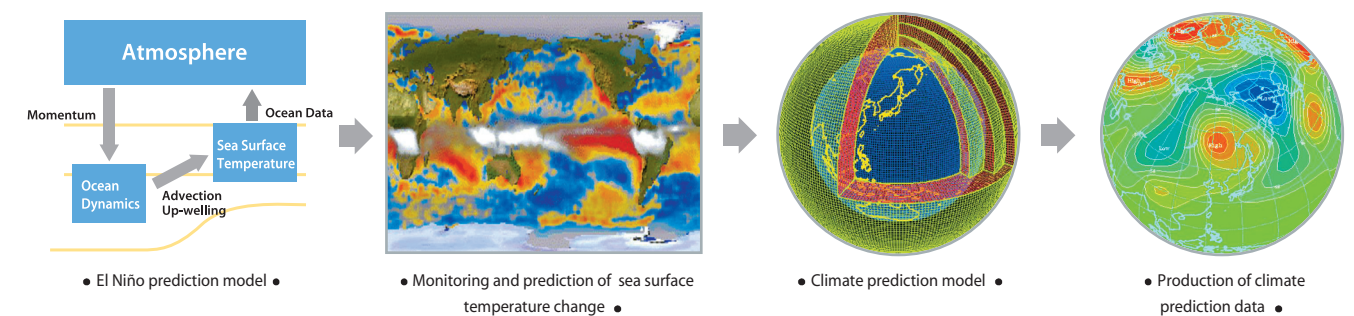 Atmosphere
Momentum
Ocean Data
Sea Surface
Temperature
Ocean
Dynamics
Advection
Up-welling
High
Low
High
● El Niño prediction model ●
● Monitoring and prediction of sea surface
temperature change ●
● Climate prediction model ●
● Production of climate
prediction data ●